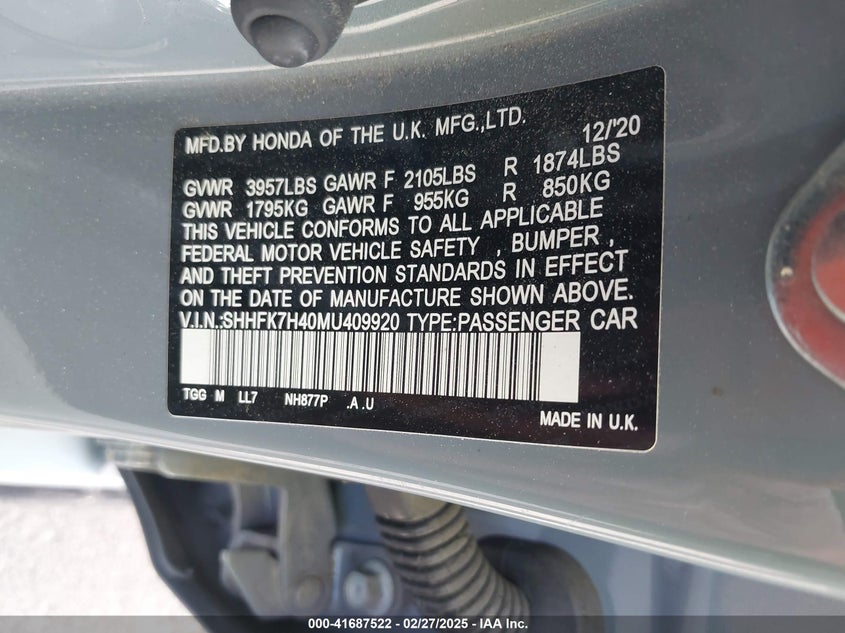 MFD.BY HONDA OF THE U.K. MFG.,LTD. 12/'20
GVWR 3957LBS GAWR F 2105LBS R 1874LBS
GVWR 1795KG GAWR F 955KG R 850KG
THIS VEHICLE CONFORMS TO ALL APPLICABLE
FEDERAL MOTOR VEHICLE SAFETY , BUMPER ,
AND THEFT PREVENTION STANDARDS IN EFFECT
ON THE DATE OF MANUFACTURE SHOWN ABOVE.
V.I.N.:SHHFK7H40MU409920 TYPE:PASSENGER CAR
TGG M LL7 NH877P .A .U
MADE IN U.K.
000-41687522 - 02/27/2025 - IAA Inc.